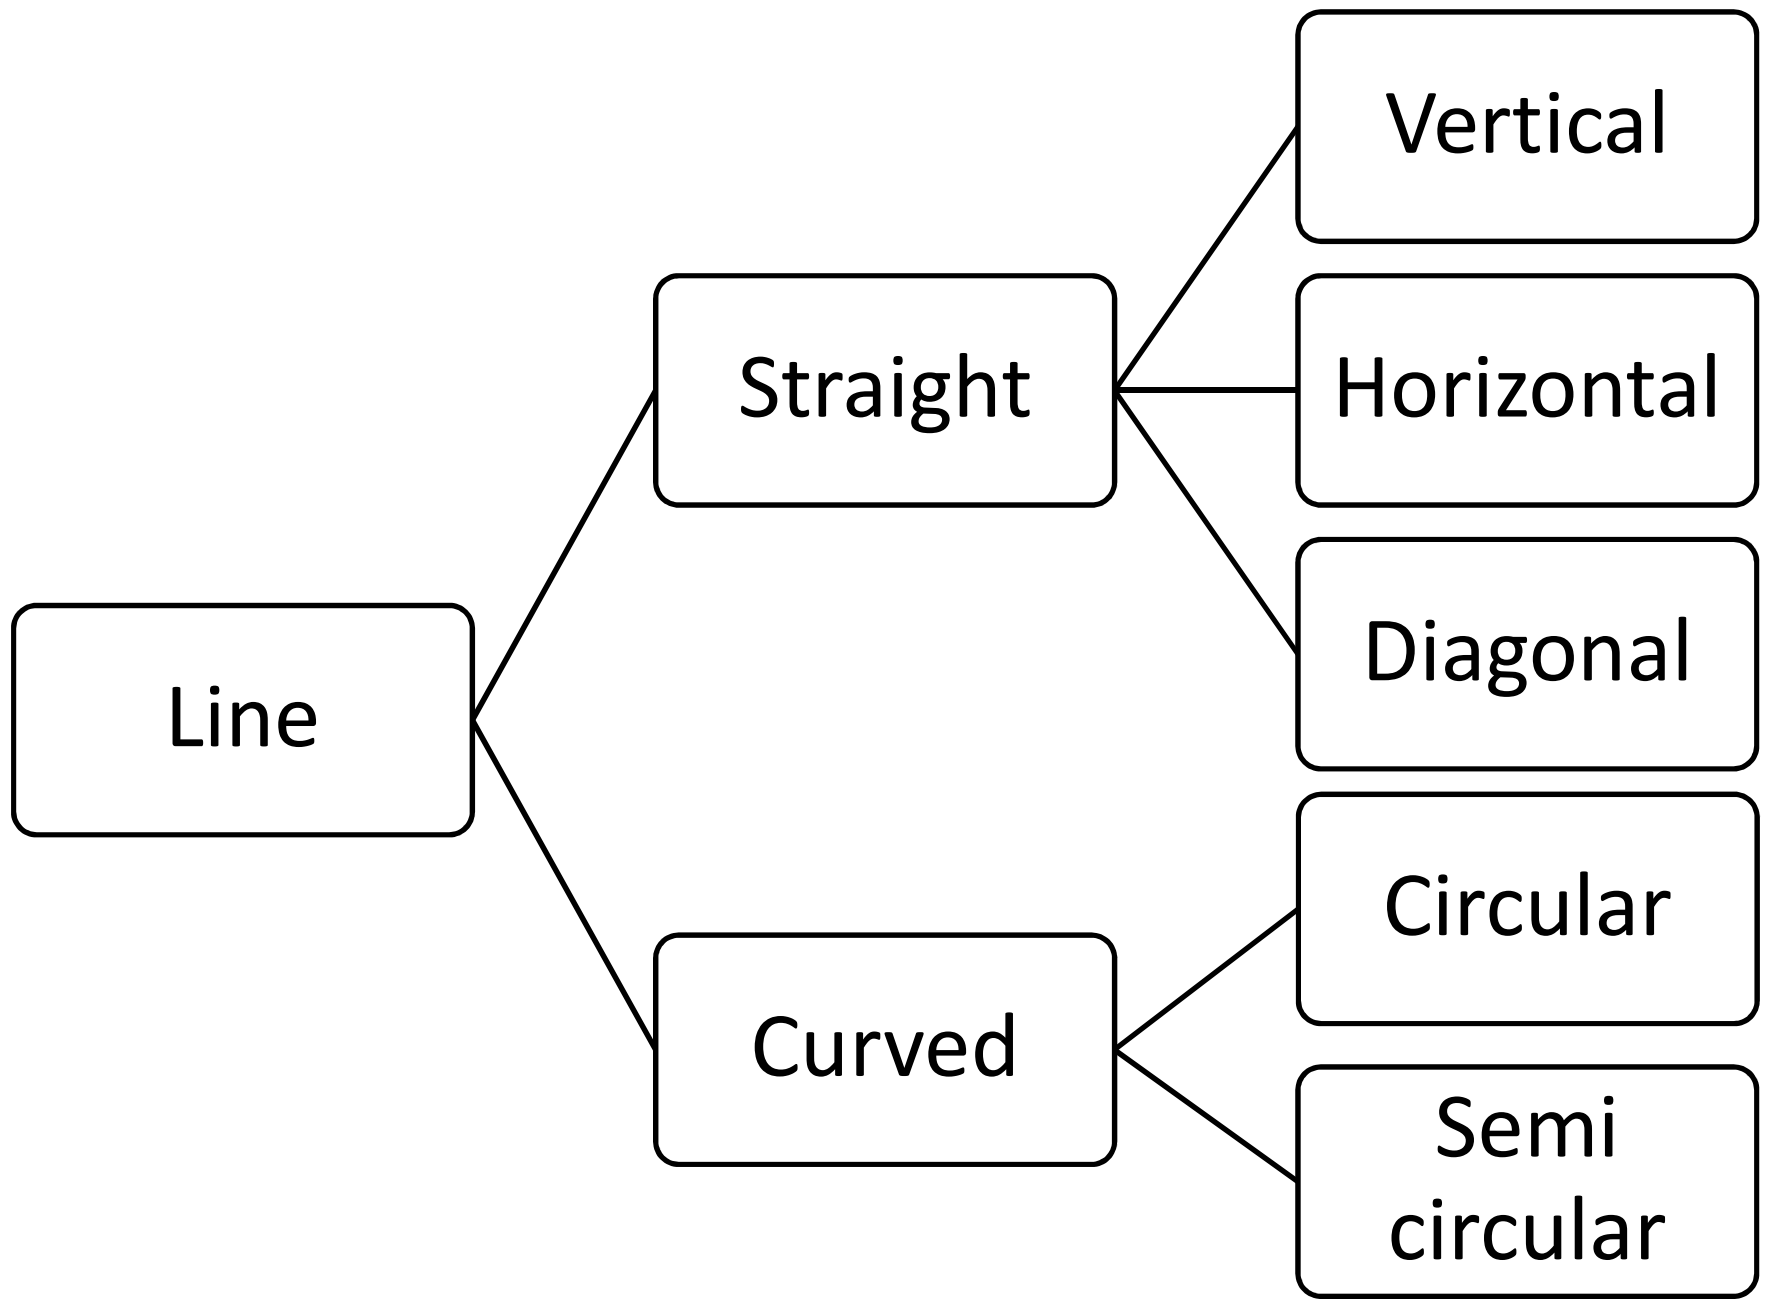 Line
Straight
Vertical
Horizontal
Diagonal
Curved
Circular
Semi
circular